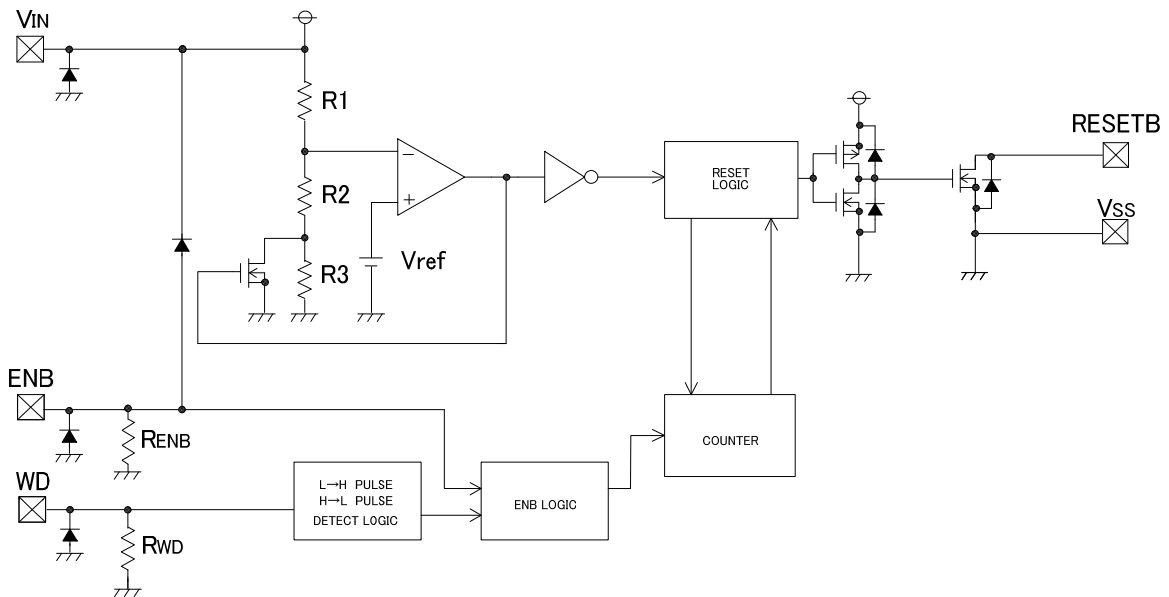 VIN
R1
R2
R3
Vref
−
+
RESET
LOGIC
RESETB
VSS
ENB
RENB
WD
RWD
L→H PULSE
H→L PULSE
DETECT LOGIC
ENB LOGIC
COUNTER